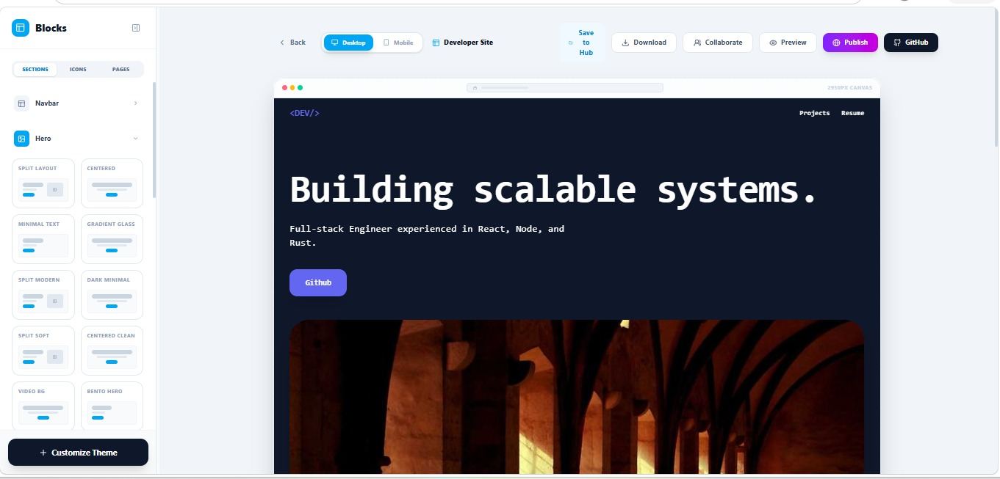 Blocks
SECTIONS ICONS PAGES
Navbar
Hero
SPLIT LAYOUT CENTERED
MINIMAL TEXT GRADIENT GLASS
SPLIT MODERN DARK MINIMAL
SPLIT SOFT CENTERED CLEAN
VIDEO BG BENTO HERO
+ Customize Theme
Back
Desktop Mobile
Developer Site
Save
to
Hub
Download
Collaborate
Preview
Publish
GitHub
2950PX CANVAS
<DEV/>
Projects Resume
Building scalable systems.
Full-stack Engineer experienced in React, Node, and
Rust.
Github